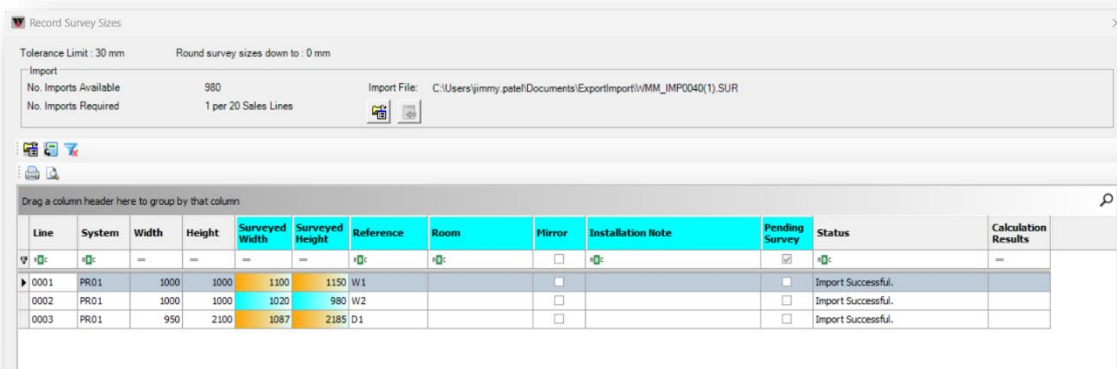 Record Survey Sizes
Tolerance Limit : 30 mm Round survey sizes down to : 0 mm
Import
No. Imports Available 980 Import File: C:\Users\jimmy.patel\Documents\ExportImport\WMM_IMP0040(1).SUR
No. Imports Required 1 per 20 Sales Lines
Drag a column header here to group by that column
Line System Width Height Surveyed Width Surveyed Height Reference Room Mirror Installation Note Pending Survey Status Calculation Results
0001 PR01 1000 1000 1100 1150 W1 Import Successful.
0002 PR01 1000 1000 1020 980 W2 Import Successful.
0003 PR01 950 2100 1087 2185 D1 Import Successful.